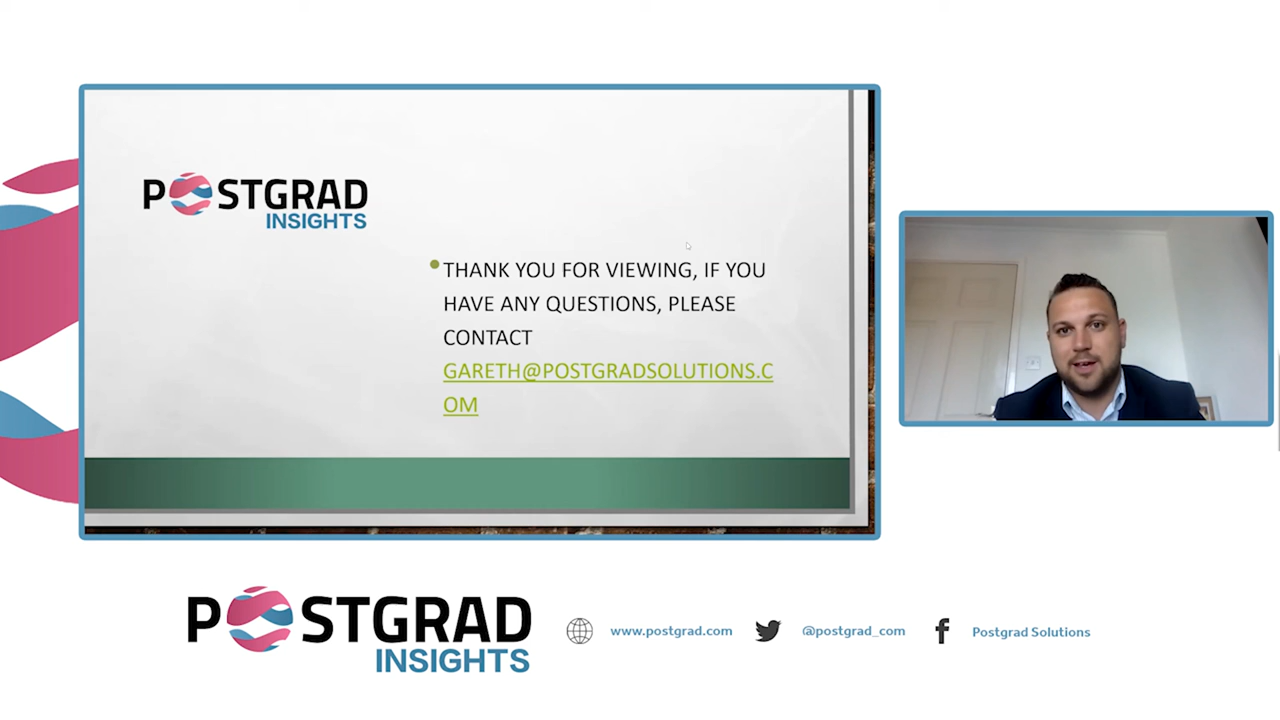 POSTGRAD
INSIGHTS
THANK YOU FOR VIEWING, IF YOU
HAVE ANY QUESTIONS, PLEASE
CONTACT
GARETH@POSTGRADSOLUTIONS.C
OM
POSTGRAD
INSIGHTS
www.postgrad.com
@postgrad_com
Postgrad Solutions